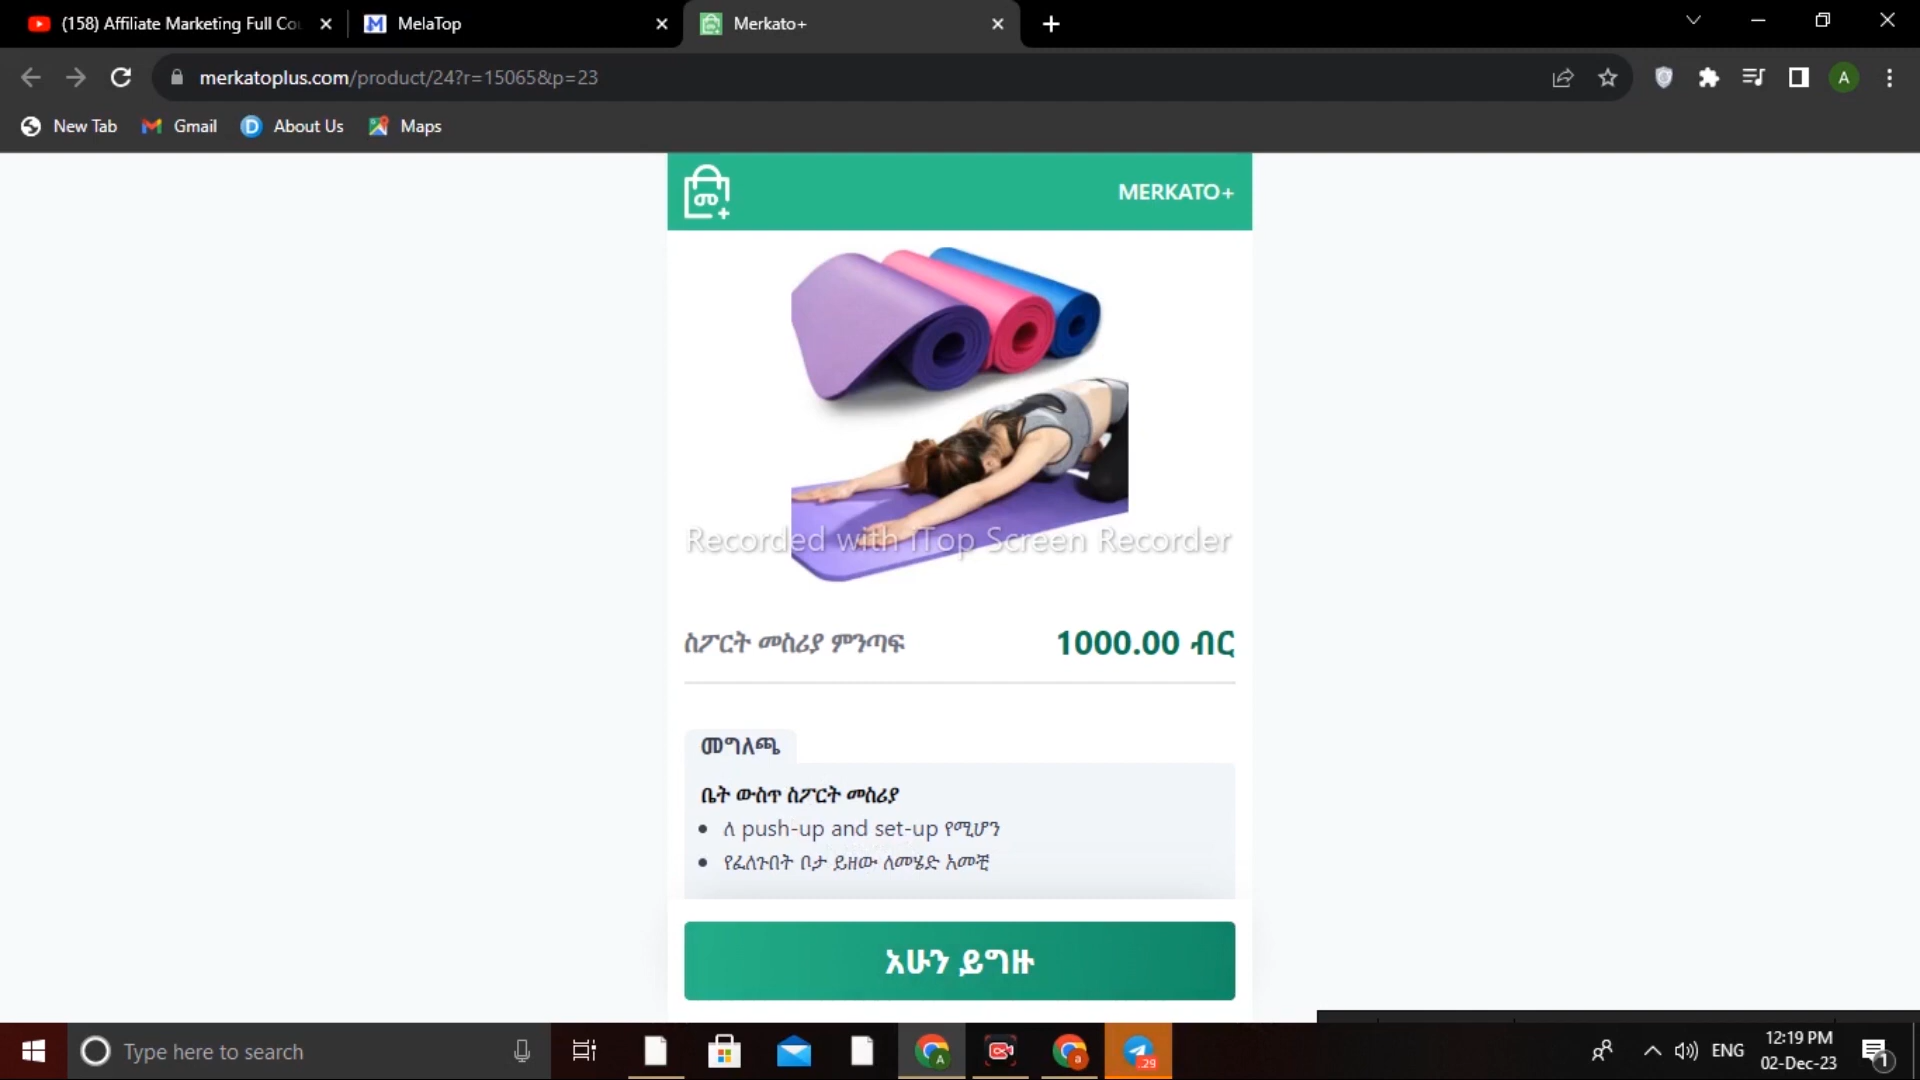 (158) Affiliate Marketing Full Cou
MelaTop
Merkato+
merkatoplus.com/product/24?r=15065&p=23
A
New Tab
Gmail
About Us
Maps
መ
MERKATO+
Recorded with iTop Screen Recorder
ስፖርት መስሪያ ምንጣፍ
1000.00 ብር
መግለጫ
ቤት ውስጥ ስፖርት መስሪያ
ለ push-up and set-up የሚሆን
የፈለጉበት ቦታ ይዘው ለመሄድ አመቺ
አሁን ይግዙ
Type here to search
A
a
29
ENG
12:19 PM
02-Dec-23
1